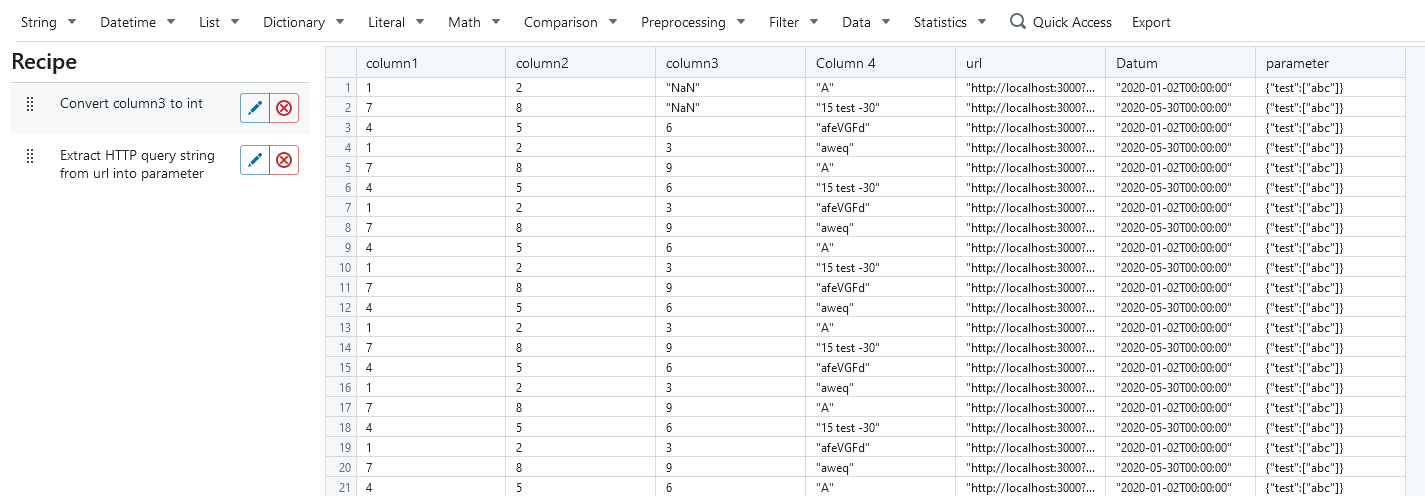 String Datetime List Dictionary Literal Math Comparison Preprocessing Filter Data Statistics Quick Access Export
Recipe
Convert column3 to int
Extract HTTP query string
from url into parameter
column1 column2 column3 Column 4 url Datum parameter
1 1 2 "NaN" "A" "http://localhost:3000?... "2020-01-02T00:00:00" {"test":["abc"]}
2 7 8 "NaN" "15 test -30" "http://localhost:3000?... "2020-05-30T00:00:00" {"test":["abc"]}
3 4 5 6 "afeVGFd" "http://localhost:3000?... "2020-01-02T00:00:00" {"test":["abc"]}
4 1 2 3 "aweq" "http://localhost:3000?... "2020-05-30T00:00:00" {"test":["abc"]}
5 7 8 9 "A" "http://localhost:3000?... "2020-01-02T00:00:00" {"test":["abc"]}
6 4 5 6 "15 test -30" "http://localhost:3000?... "2020-05-30T00:00:00" {"test":["abc"]}
7 1 2 3 "afeVGFd" "http://localhost:3000?... "2020-01-02T00:00:00" {"test":["abc"]}
8 7 8 9 "aweq" "http://localhost:3000?... "2020-05-30T00:00:00" {"test":["abc"]}
9 4 5 6 "A" "http://localhost:3000?... "2020-01-02T00:00:00" {"test":["abc"]}
10 1 2 3 "15 test -30" "http://localhost:3000?... "2020-05-30T00:00:00" {"test":["abc"]}
11 7 8 9 "afeVGFd" "http://localhost:3000?... "2020-01-02T00:00:00" {"test":["abc"]}
12 4 5 6 "aweq" "http://localhost:3000?... "2020-05-30T00:00:00" {"test":["abc"]}
13 1 2 3 "A" "http://localhost:3000?... "2020-01-02T00:00:00" {"test":["abc"]}
14 7 8 9 "15 test -30" "http://localhost:3000?... "2020-05-30T00:00:00" {"test":["abc"]}
15 4 5 6 "afeVGFd" "http://localhost:3000?... "2020-01-02T00:00:00" {"test":["abc"]}
16 1 2 3 "aweq" "http://localhost:3000?... "2020-05-30T00:00:00" {"test":["abc"]}
17 7 8 9 "A" "http://localhost:3000?... "2020-01-02T00:00:00" {"test":["abc"]}
18 4 5 6 "15 test -30" "http://localhost:3000?... "2020-05-30T00:00:00" {"test":["abc"]}
19 1 2 3 "afeVGFd" "http://localhost:3000?... "2020-01-02T00:00:00" {"test":["abc"]}
20 7 8 9 "aweq" "http://localhost:3000?... "2020-05-30T00:00:00" {"test":["abc"]}
21 4 5 6 "A" "http://localhost:3000?... "2020-01-02T00:00:00" {"test":["abc"]}